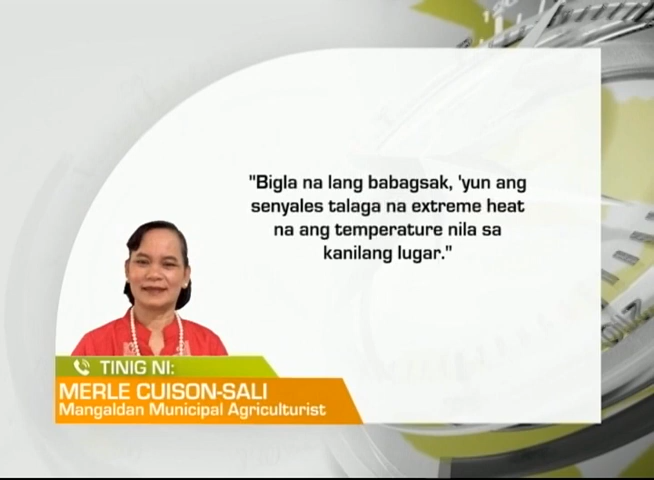 "Bigla na lang babagsak, 'yun ang
senyales talaga na extreme heat
na ang temperature nila sa
kanilang lugar."
TINIG NI:
MERLE CUISON-SALI
Mangaldan Municipal Agriculturist